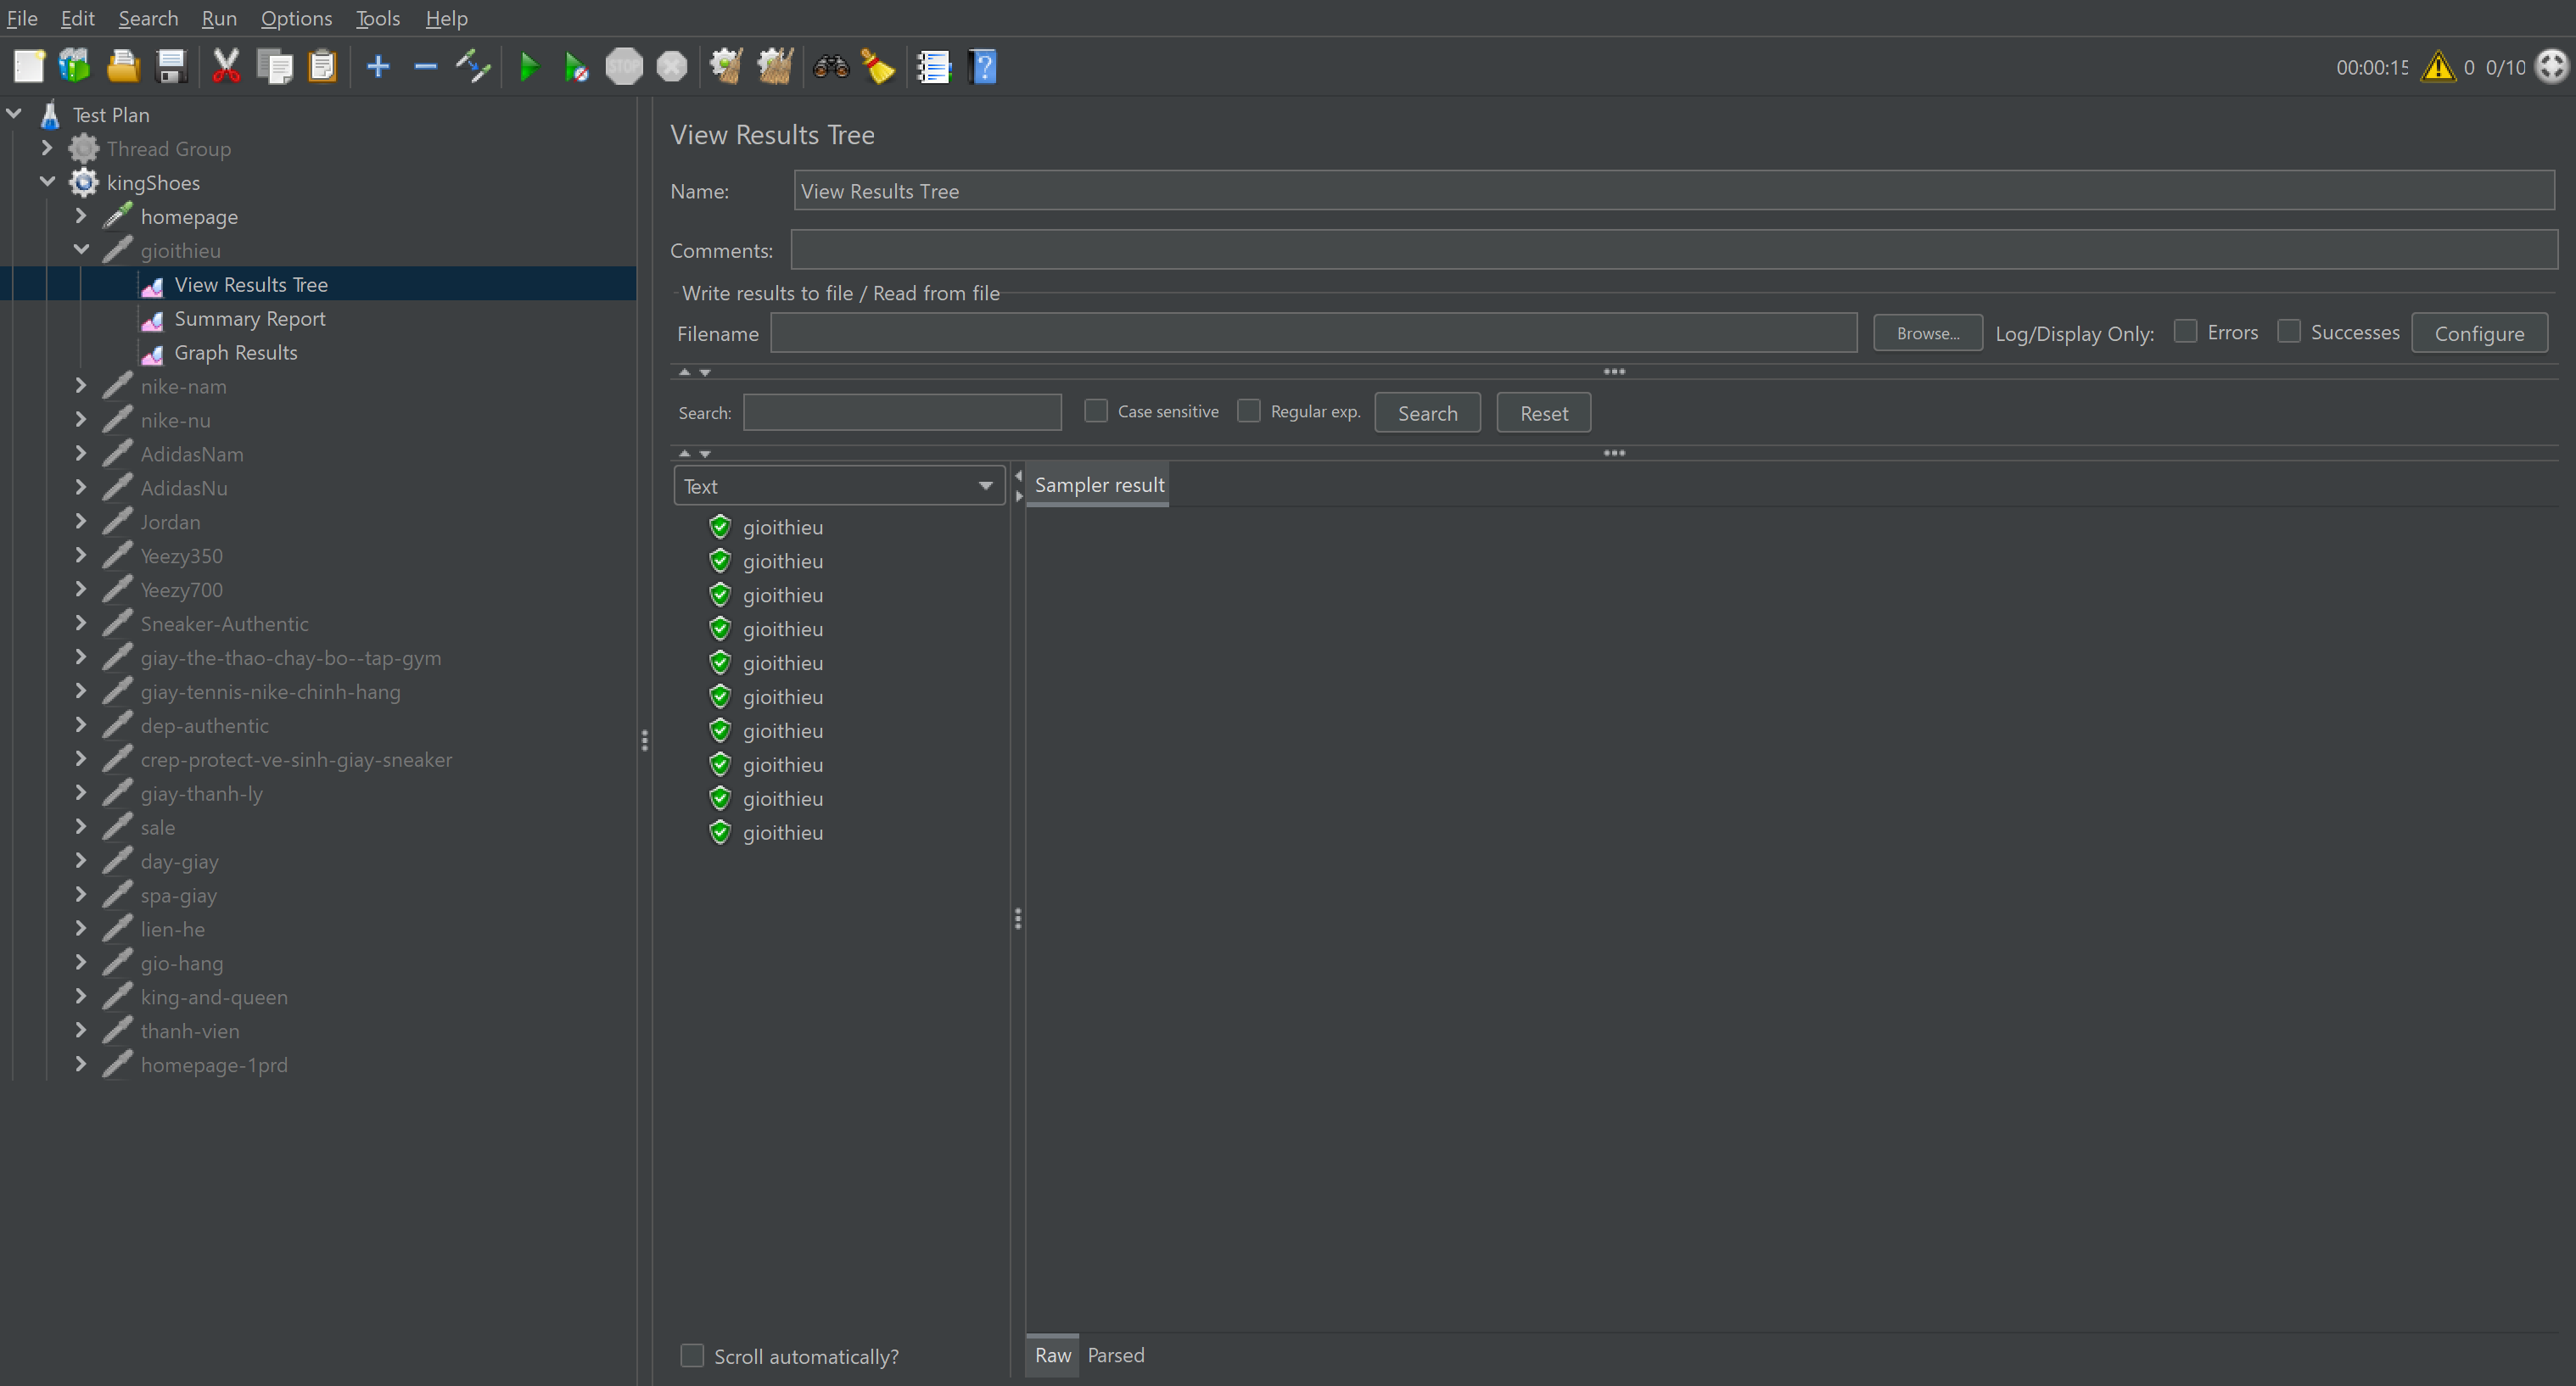 File Edit Search Run Options Tools Help
STOP
00:00:15 0 0/10
Test Plan
Thread Group
kingShoes
homepage
gioithieu
View Results Tree
Summary Report
Graph Results
nike-nam
nike-nu
AdidasNam
AdidasNu
Jordan
Yeezy350
Yeezy700
Sneaker-Authentic
giay-the-thao-chay-bo--tap-gym
giay-tennis-nike-chinh-hang
dep-authentic
crep-protect-ve-sinh-giay-sneaker
giay-thanh-ly
sale
day-giay
spa-giay
lien-he
gio-hang
king-and-queen
thanh-vien
homepage-1prd
View Results Tree
Name: View Results Tree
Comments:
Write results to file / Read from file
Filename Browse... Log/Display Only: Errors Successes Configure
Search: Case sensitive Regular exp. Search Reset
Text
Sampler result
gioithieu
gioithieu
gioithieu
gioithieu
gioithieu
gioithieu
gioithieu
gioithieu
gioithieu
gioithieu
Scroll automatically?
Raw Parsed